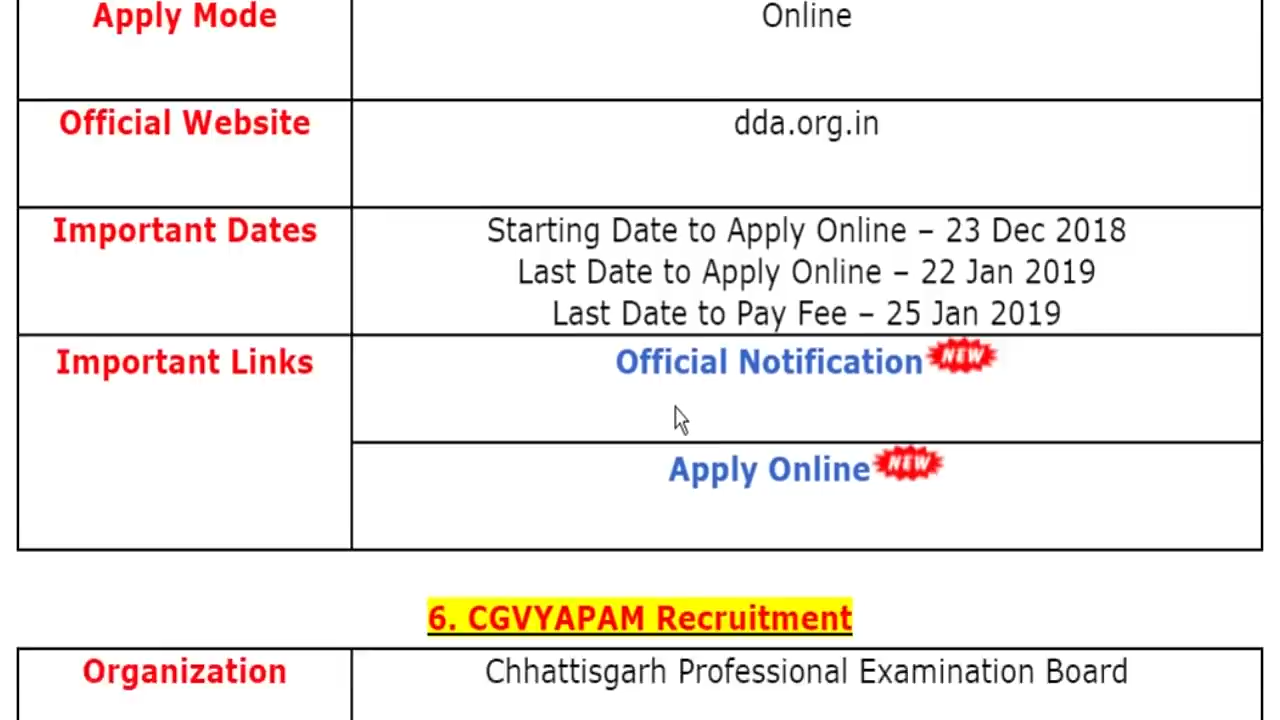 Apply Mode
Online
Official Website
dda.org.in
Important Dates
Starting Date to Apply Online – 23 Dec 2018
Last Date to Apply Online – 22 Jan 2019
Last Date to Pay Fee – 25 Jan 2019
Important Links
Official Notification NEW
Apply Online NEW
6. CGVYAPAM Recruitment
Organization
Chhattisgarh Professional Examination Board